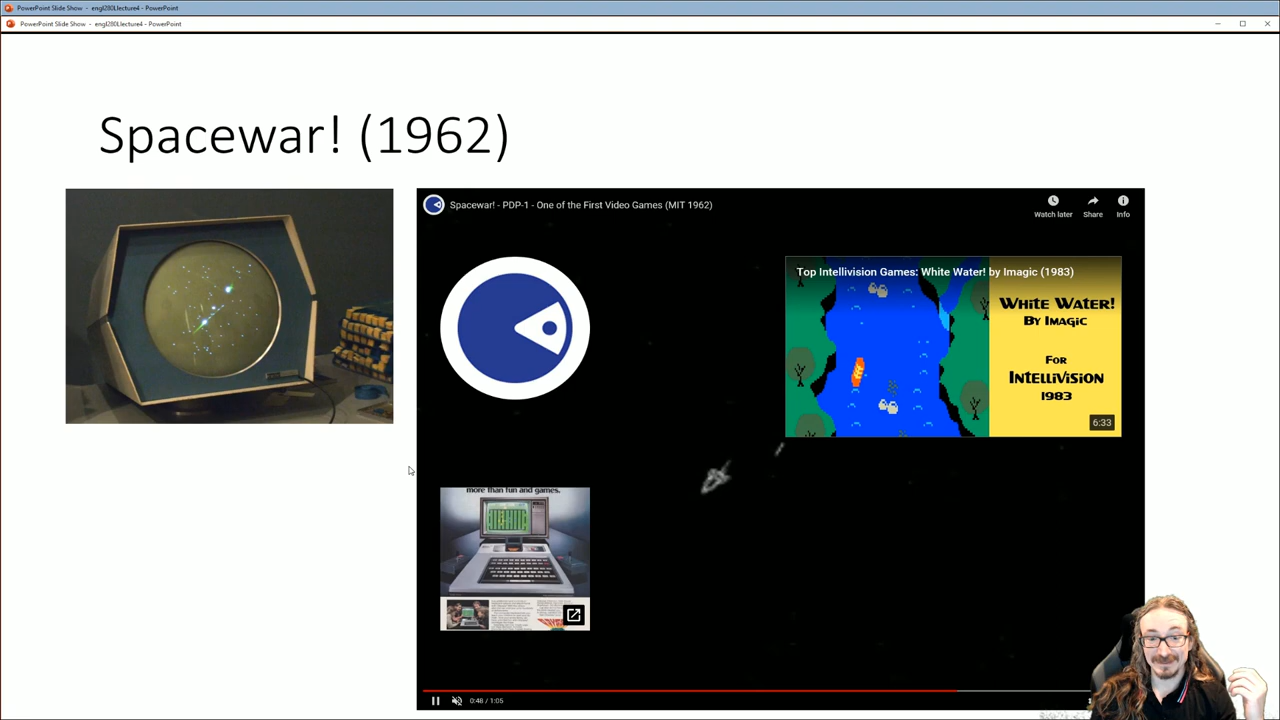 PowerPoint Slide Show - engl280Llecture4 - PowerPoint
PowerPoint Slide Show - engl280Llecture4 - PowerPoint
Spacewar! (1962)
Spacewar! - PDP-1 - One of the First Video Games (MIT 1962)
Watch later
Share
Info
Top Intellivision Games: White Water! by Imagic (1983)
WHITE WATER!
BY IMAGIC
FOR
INTELLIVISION
1983
6:33
more than fun and games.
0:48 / 1:05